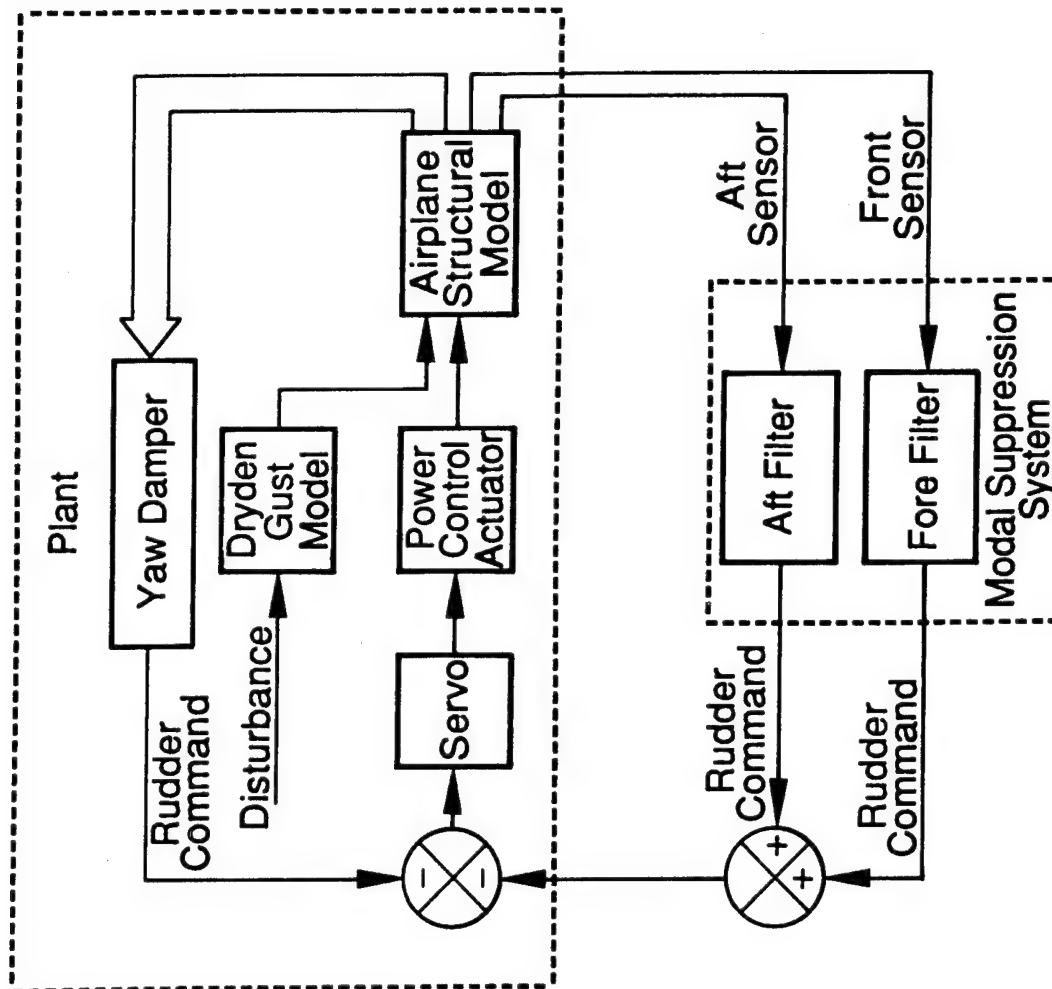 Plant
Yaw Damper
Rudder
Command
Dryden
Gust
Model
Disturbance
Airplane
Structural
Model
Power
Control
Actuator
Servo
−
−
Aft
Sensor
Front
Sensor
Aft Filter
Fore Filter
Modal Suppression
System
Rudder
Command
Rudder
Command
+
+